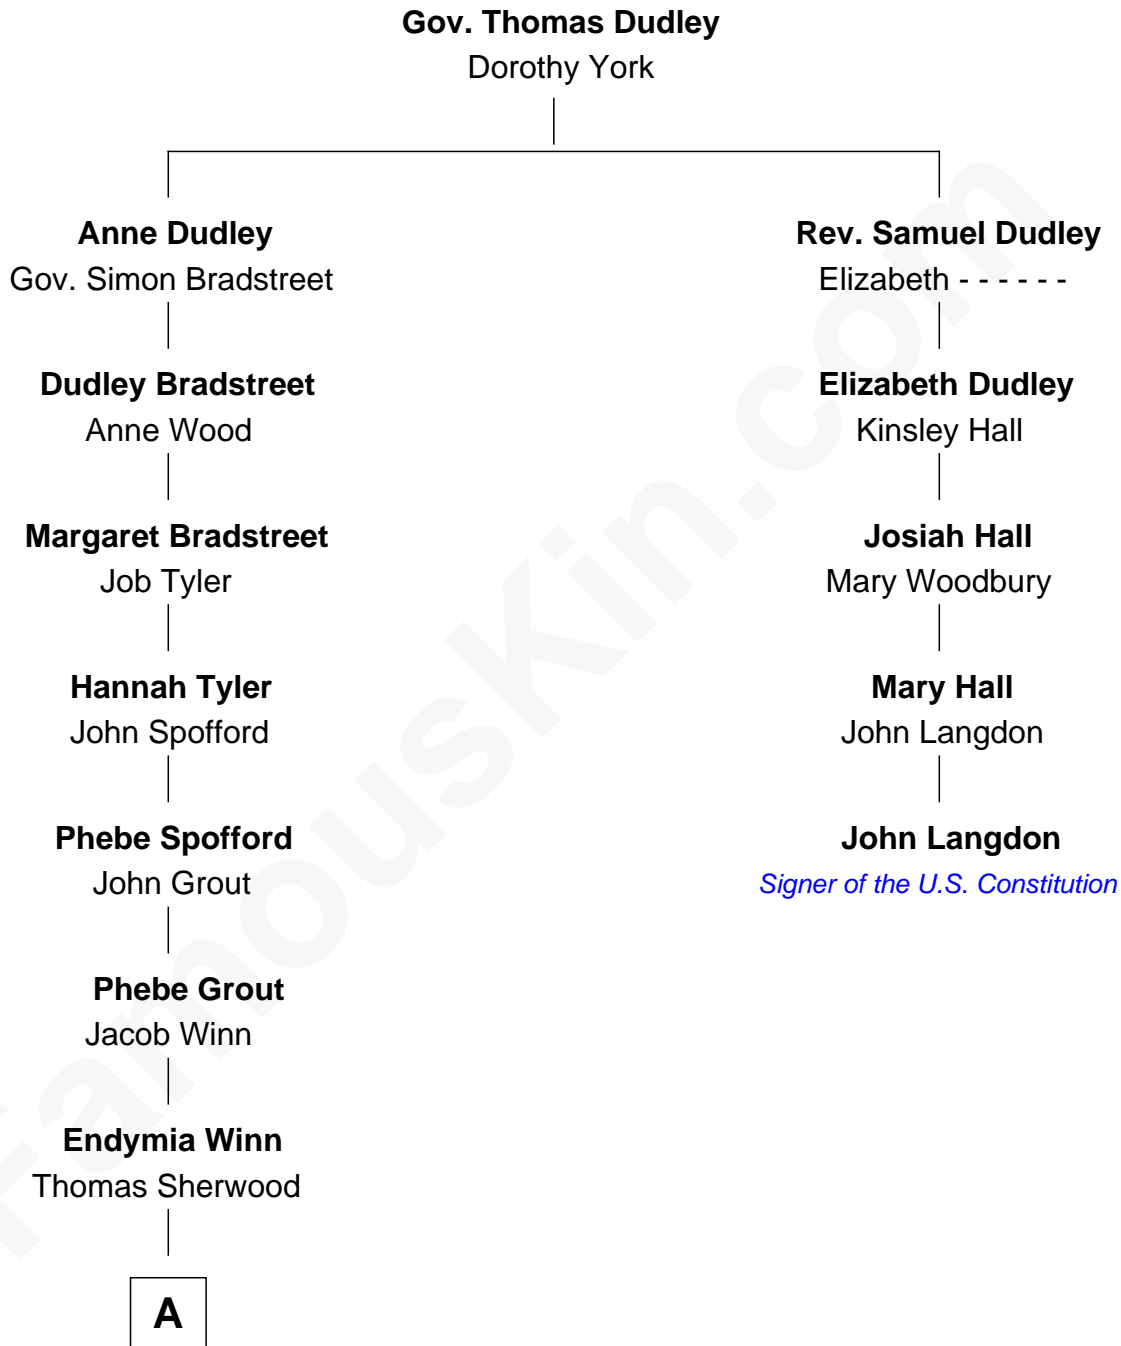 Gov. Thomas Dudley
Dorothy York
Anne Dudley
Gov. Simon Bradstreet
Dudley Bradstreet
Anne Wood
Margaret Bradstreet
Job Tyler
Hannah Tyler
John Spofford
Phebe Spofford
John Grout
Phebe Grout
Jacob Winn
Endymia Winn
Thomas Sherwood
A
Rev. Samuel Dudley
Elizabeth - - - - - -
Elizabeth Dudley
Kinsley Hall
Josiah Hall
Mary Woodbury
Mary Hall
John Langdon
John Langdon
Signer of the U.S. Constitution
FamousKin.com